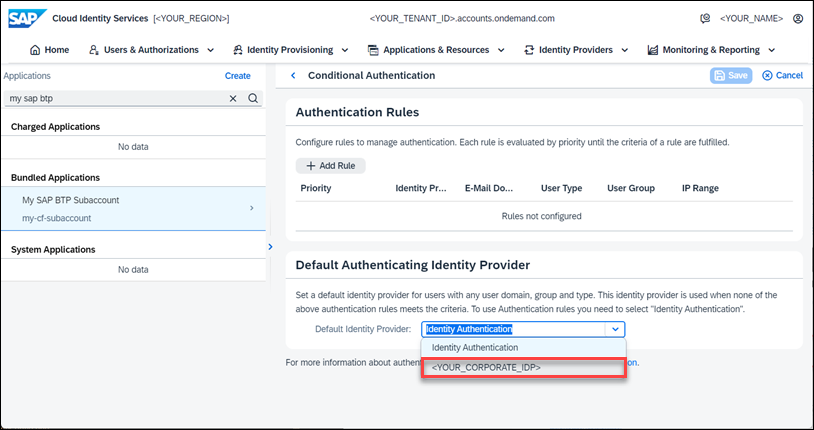 SAP Cloud Identity Services [<YOUR_REGION>] <YOUR_TENANT_ID>.accounts.ondemand.com <YOUR_NAME>
Home Users & Authorizations Identity Provisioning Applications & Resources Identity Providers Monitoring & Reporting
Applications Create
my sap btp
Charged Applications
No data
Bundled Applications
My SAP BTP Subaccount
my-cf-subaccount
System Applications
No data
Conditional Authentication Save Cancel
Authentication Rules
Configure rules to manage authentication. Each rule is evaluated by priority until the criteria of a rule are fulfilled.
+ Add Rule
Priority Identity Pr... E-Mail Do... User Type User Group IP Range
Rules not configured
Default Authenticating Identity Provider
Set a default identity provider for users with any user domain, group and type. This identity provider is used when none of the
above authentication rules meets the criteria. To use Authentication rules you need to select "Identity Authentication".
Default Identity Provider: Identity Authentication
Identity Authentication
<YOUR_CORPORATE_IDP>
For more information about authen on.